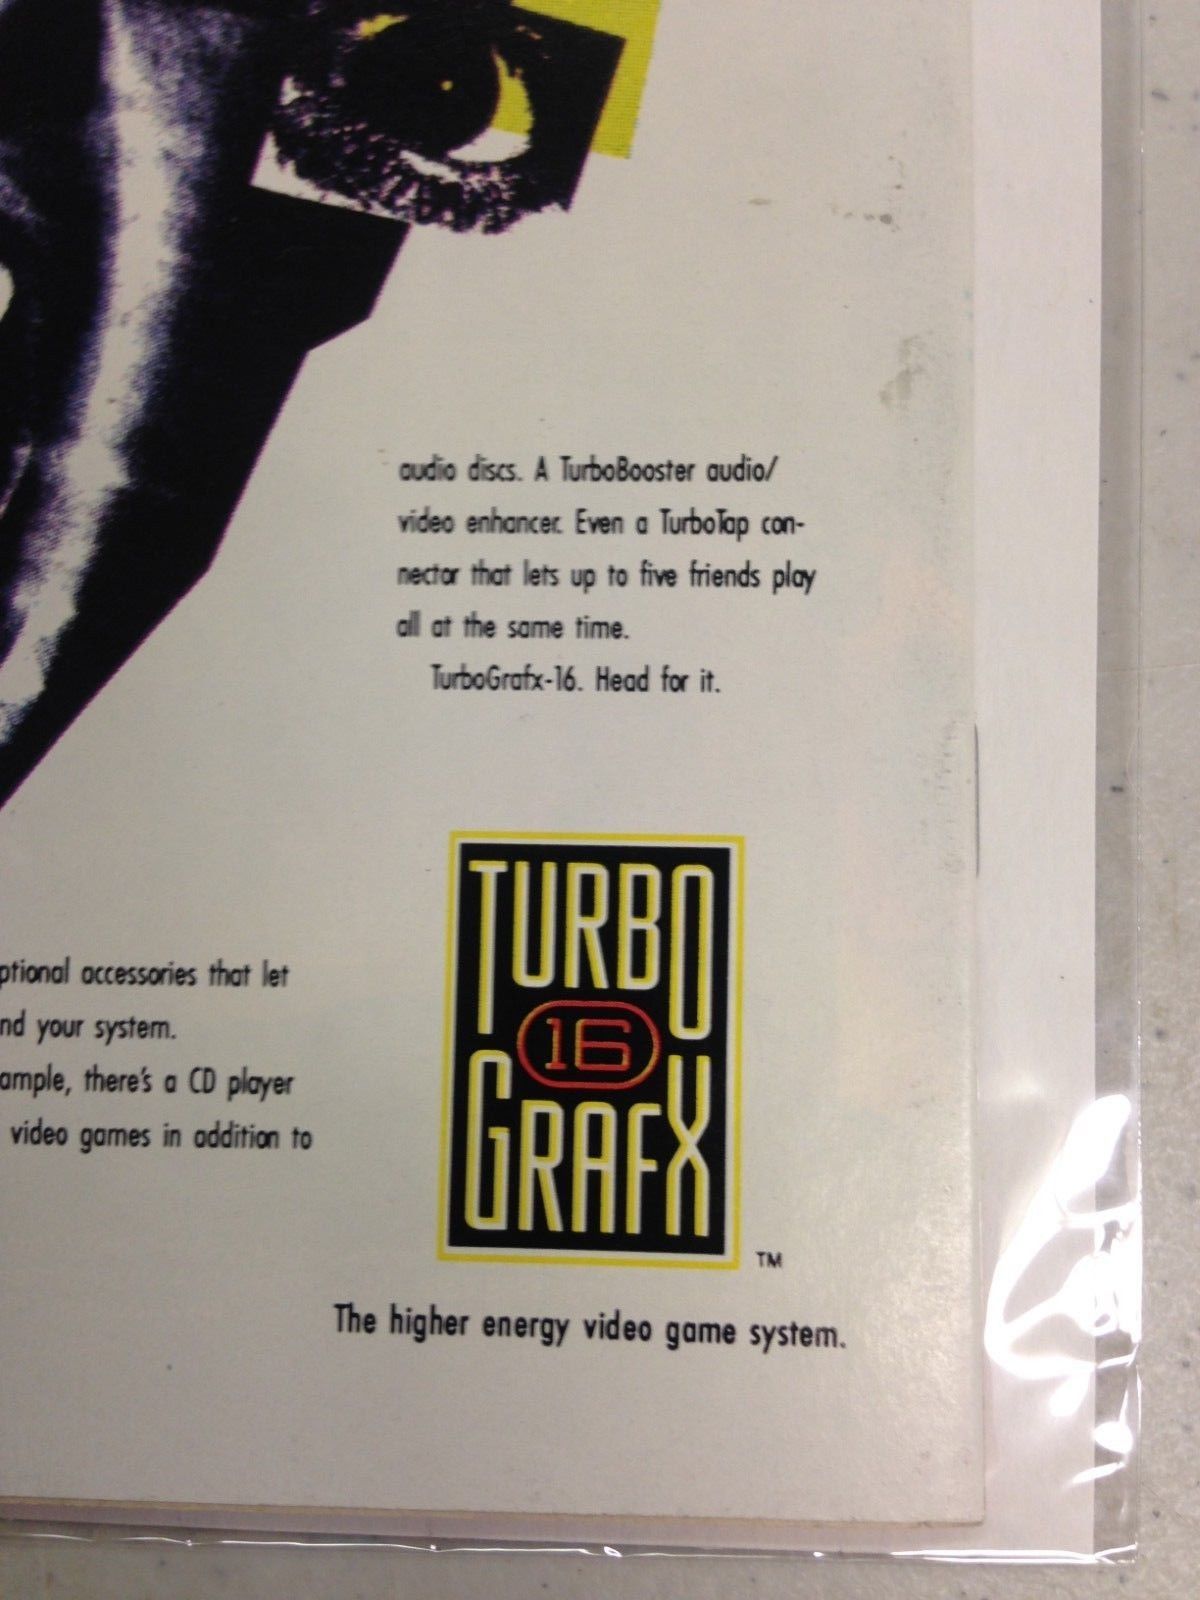 ptional accessories that let
nd your system.
ample, there's a CD player
video games in addition to
audio discs. A TurboBooster audio/
video enhancer. Even a TurboTap con-
nector that lets up to five friends play
all at the same time.
TurboGrafx-16. Head for it.
TURBO
16
GRAFX
TM
The higher energy video game system.